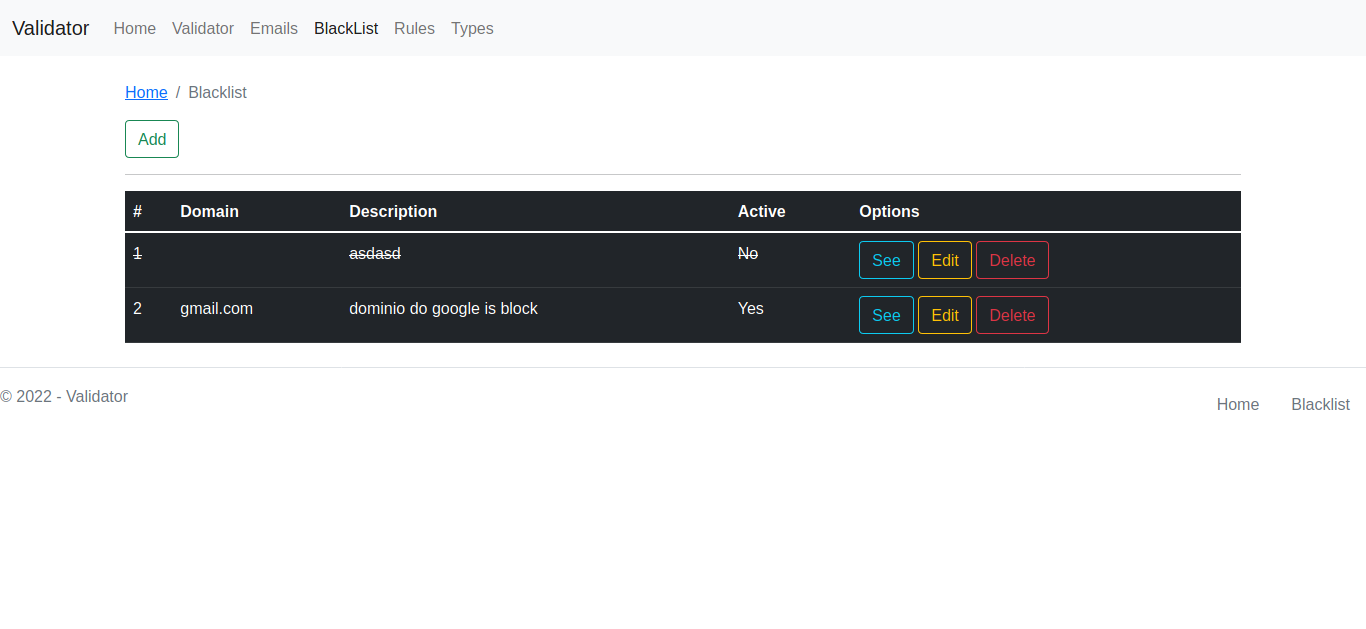 Validator Home Validator Emails BlackList Rules Types
Home / Blacklist
Add
# Domain Description Active Options
1 asdasd No See Edit Delete
2 gmail.com dominio do google is block Yes See Edit Delete
© 2022 - Validator
Home Blacklist